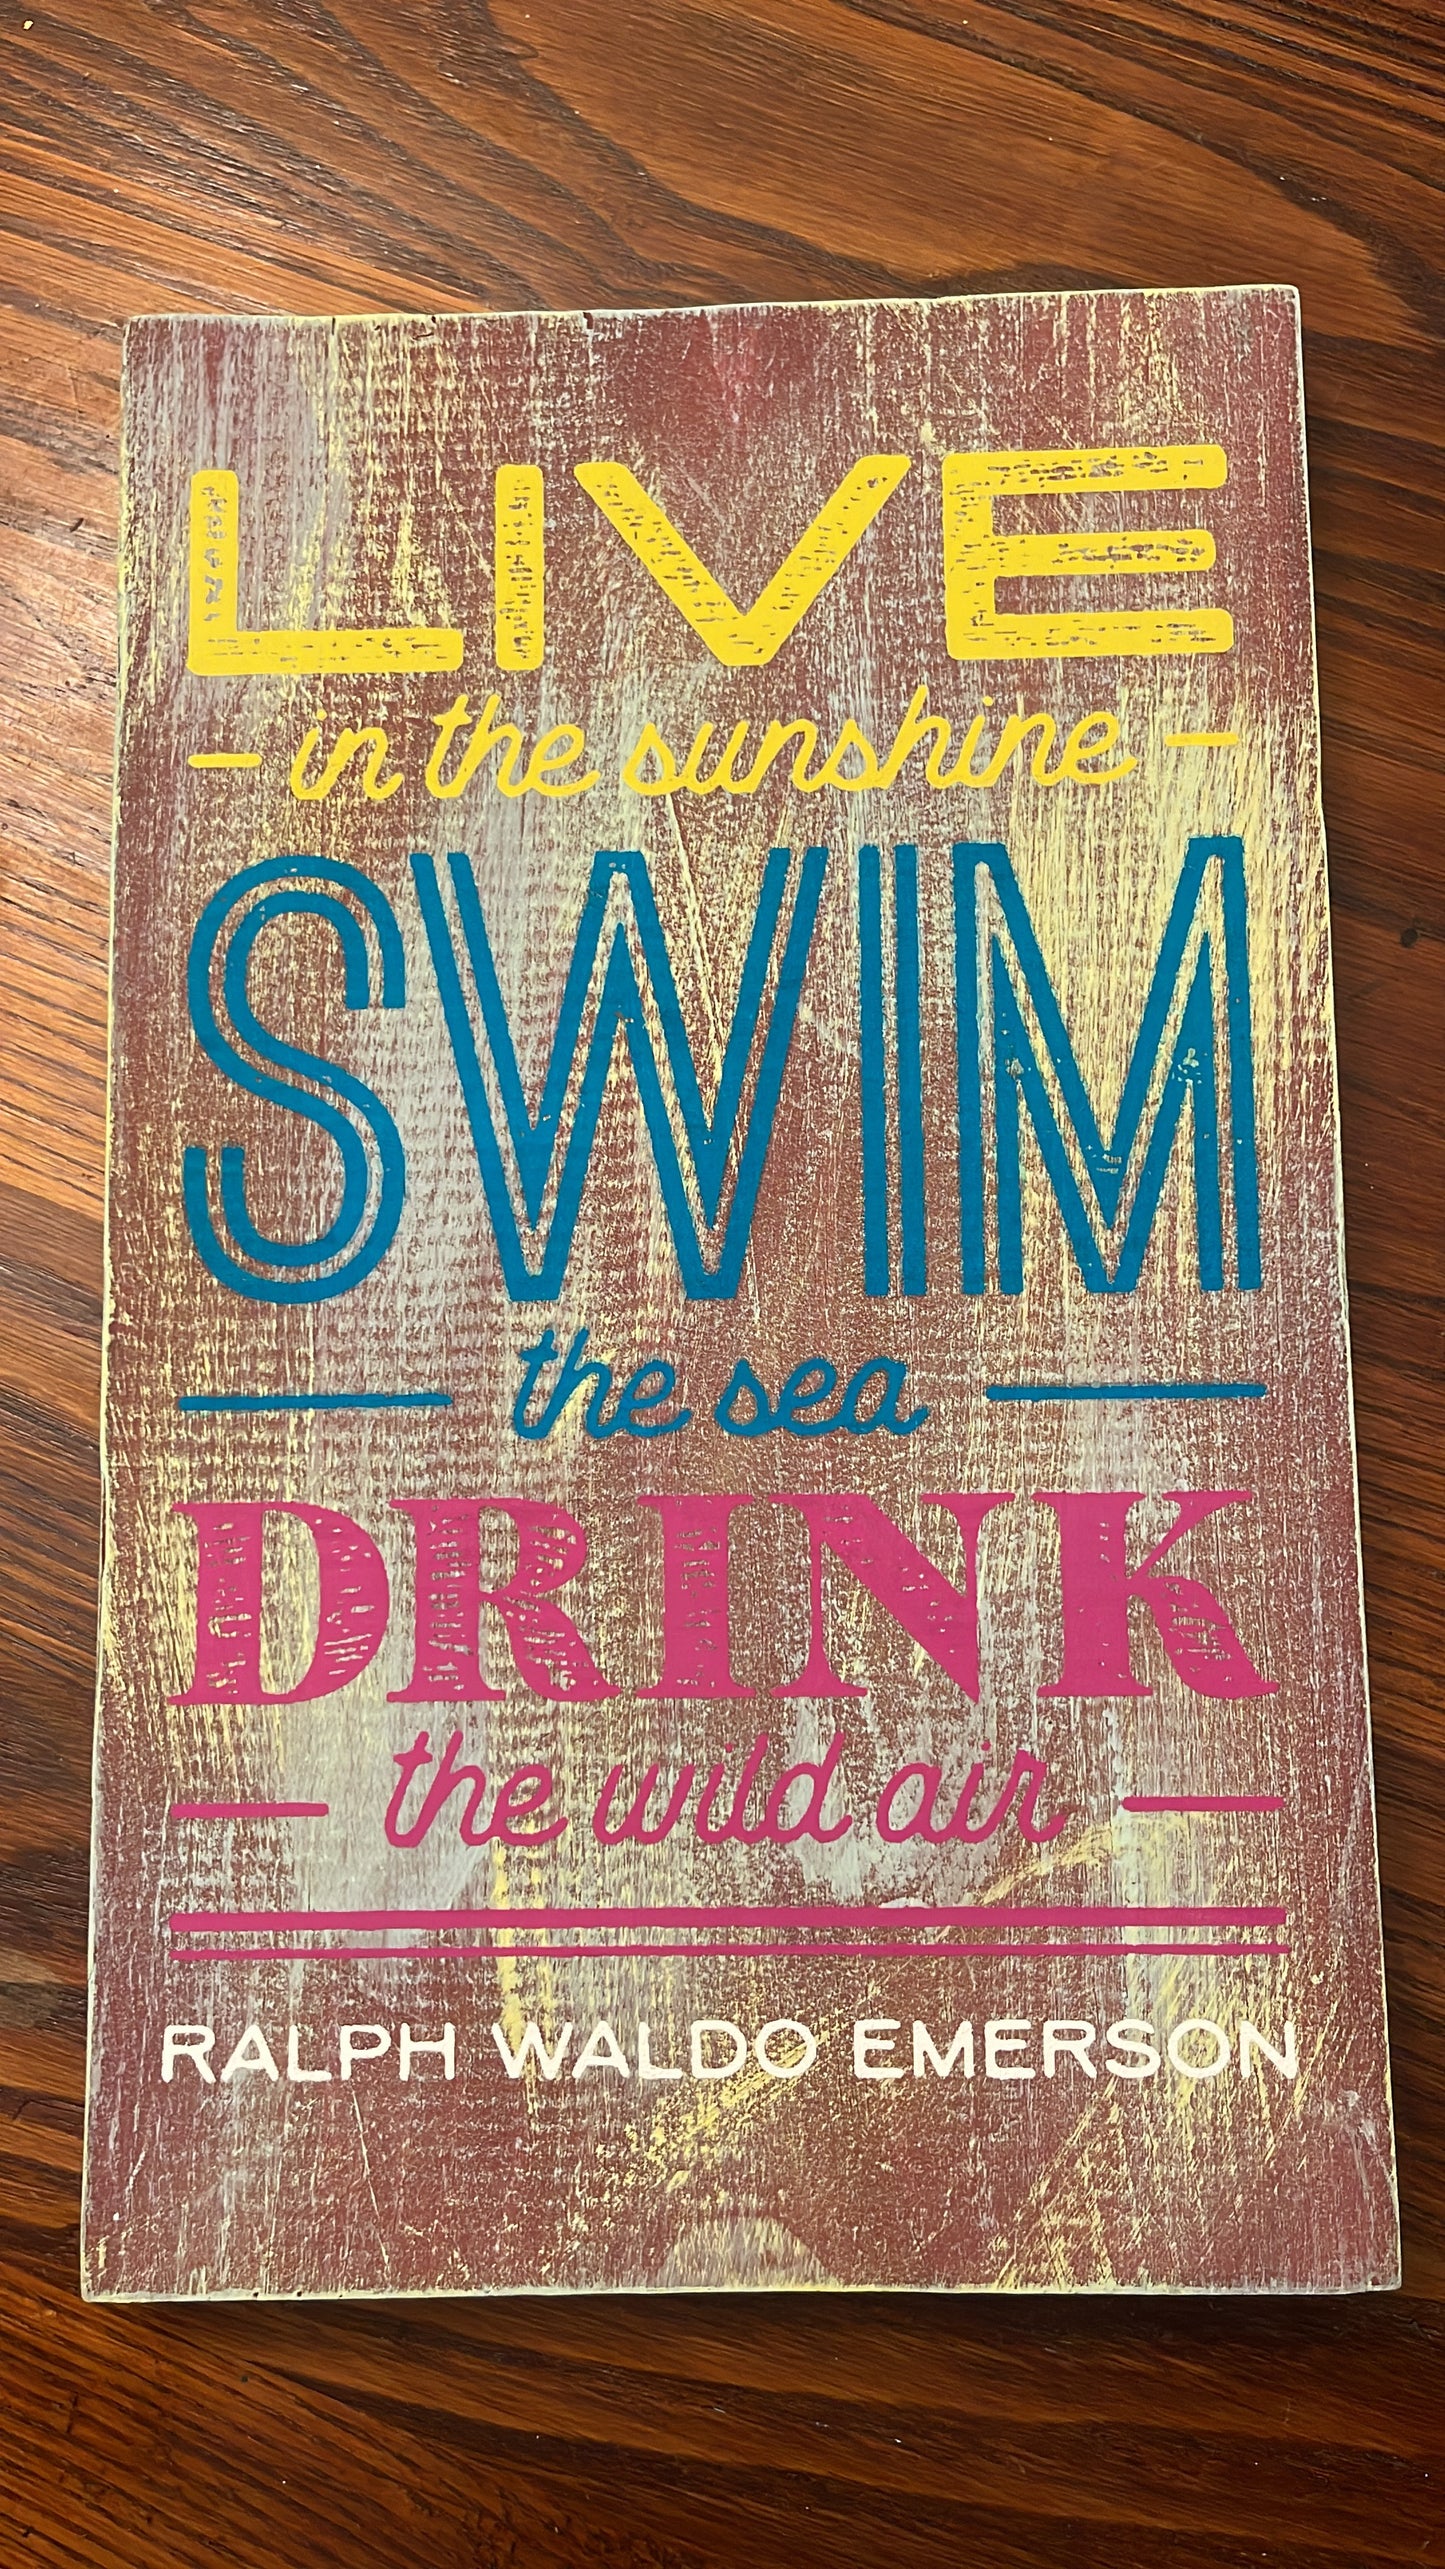 LIVE
in the sunshine
SWIM
the sea
DRINK
the wild air
RALPH WALDO EMERSON